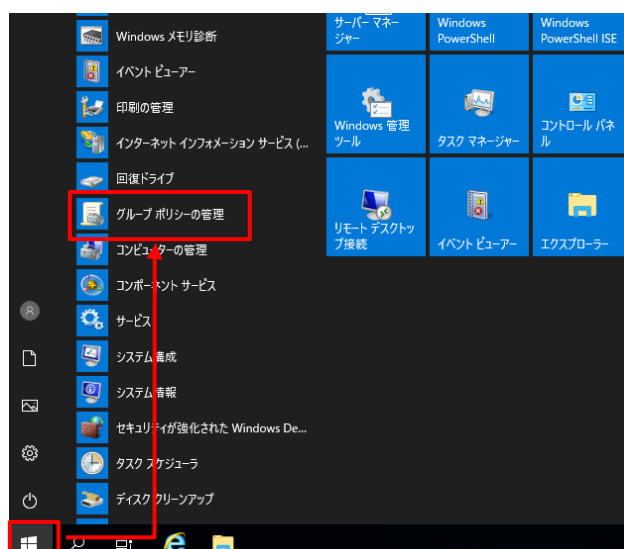 Windows メモリ診断
イベント ビューアー
印刷の管理
インターネット インフォメーション サービス (...
回復ドライブ
グループ ポリシーの管理
コンピューターの管理
コンポーネント サービス
サービス
システム構成
システム情報
セキュリティが強化された Windows De...
タスク スケジューラ
ディスク クリーンアップ
サーバー マネー
ジャー
Windows
PowerShell
Windows
PowerShell ISE
Windows 管理
ツール
タスク マネージャー
コントロール パネ
ル
リモート デスクトッ
プ接続
イベント ビューアー
エクスプローラー